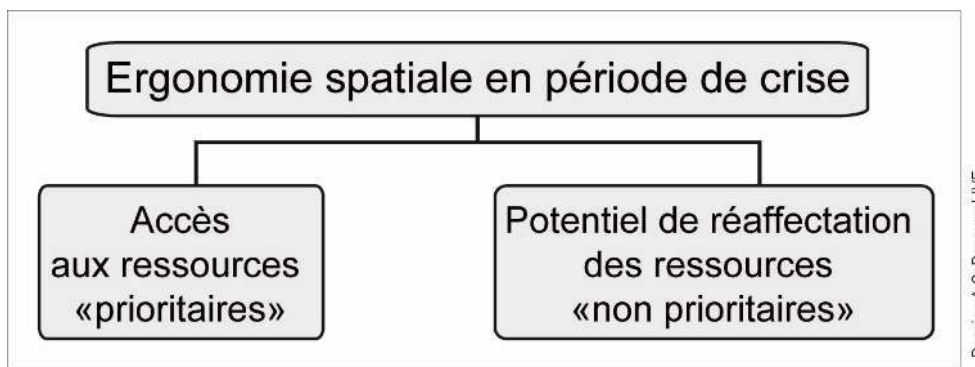 Ergonomie spatiale en période de crise
Accès
aux ressources
«prioritaires»
Potentiel de réaffectation
des ressources
«non prioritaires»